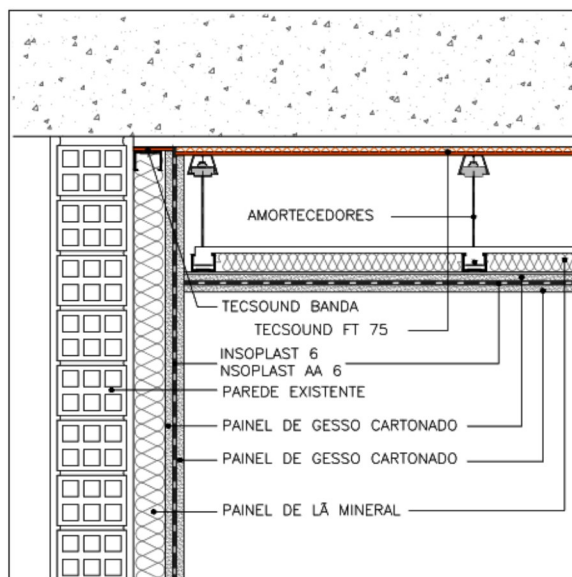 AMORTECEDORES
TECSOUND BANDA
TECSOUND FT 75
INSOPLAST 6
NSOPLAST AA 6
PAREDE EXISTENTE
PAINEL DE GESSO CARTONADO
PAINEL DE GESSO CARTONADO
PAINEL DE LÃ MINERAL